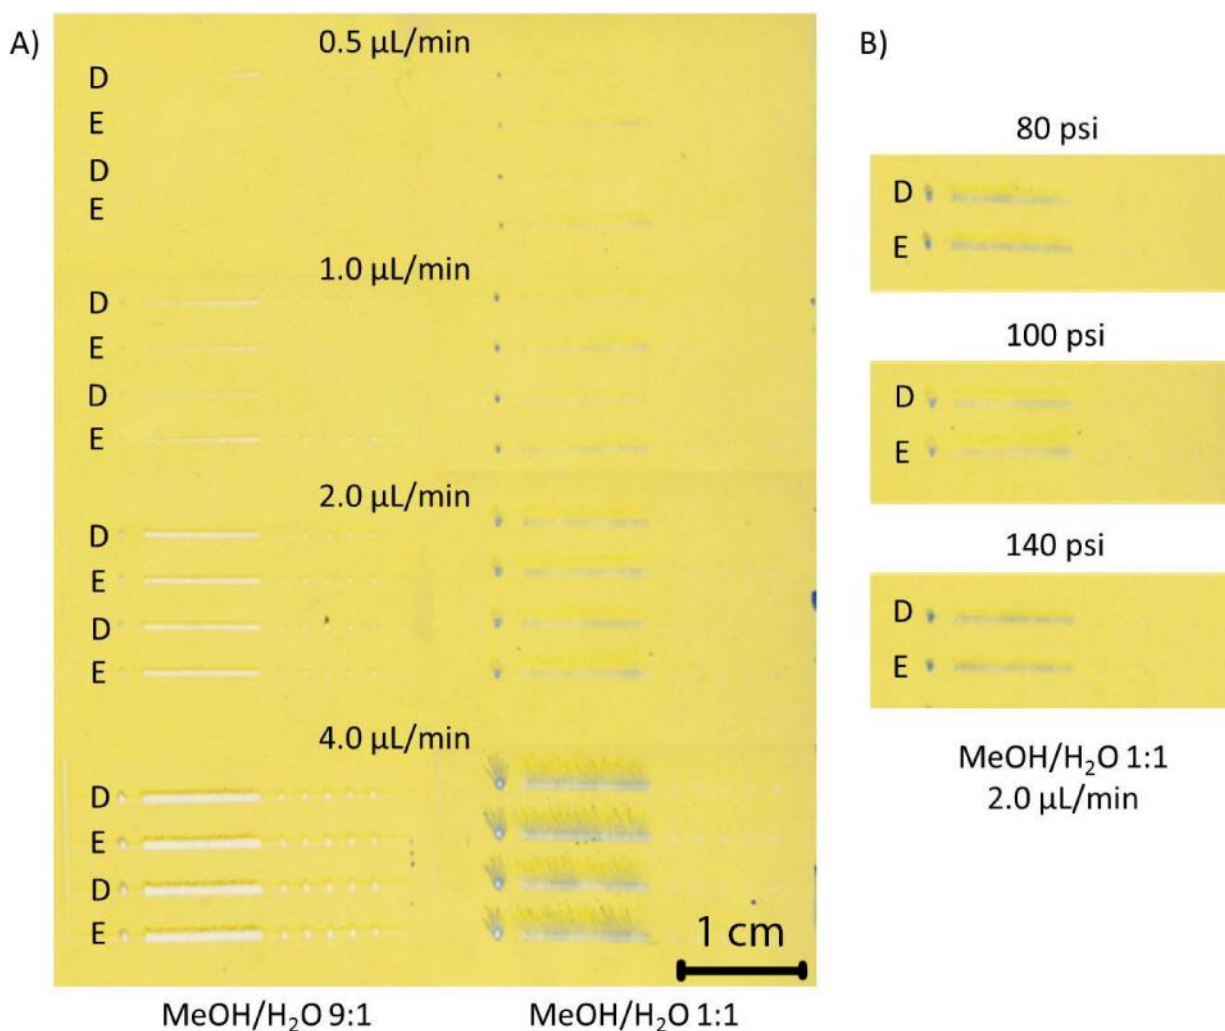 A)
0.5 µL/min
D
E
D
E
1.0 µL/min
D
E
D
E
2.0 µL/min
D
E
D
E
4.0 µL/min
D
E
D
E
1 cm
MeOH/H₂O 9:1
MeOH/H₂O 1:1
B)
80 psi
D
E
100 psi
D
E
140 psi
D
E
MeOH/H₂O 1:1
2.0 µL/min